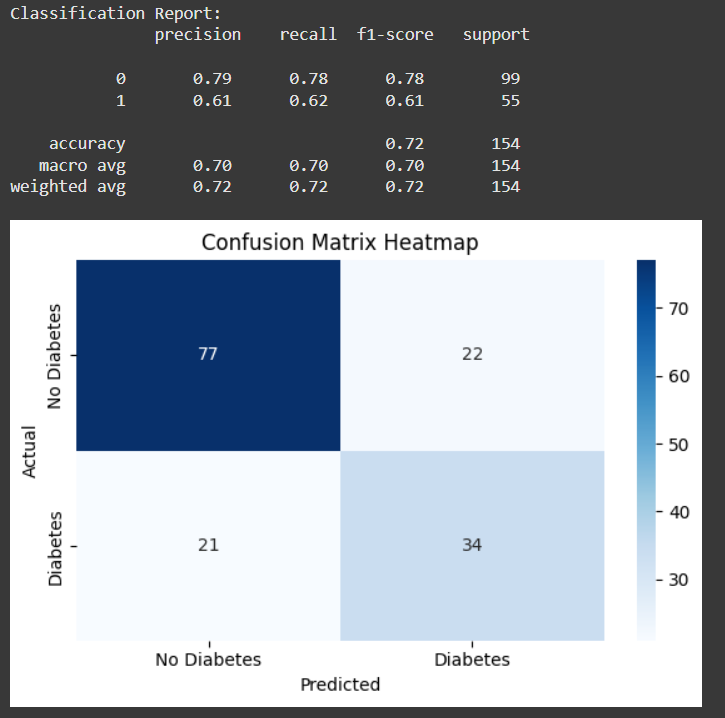 Classification Report:
precision recall f1-score support
0 0.79 0.78 0.78 99
1 0.61 0.62 0.61 55
accuracy 0.72 154
macro avg 0.70 0.70 0.70 154
weighted avg 0.72 0.72 0.72 154
Confusion Matrix Heatmap
No Diabetes
77 22
Actual
Diabetes
21 34
No Diabetes Diabetes
Predicted
70
60
50
40
30